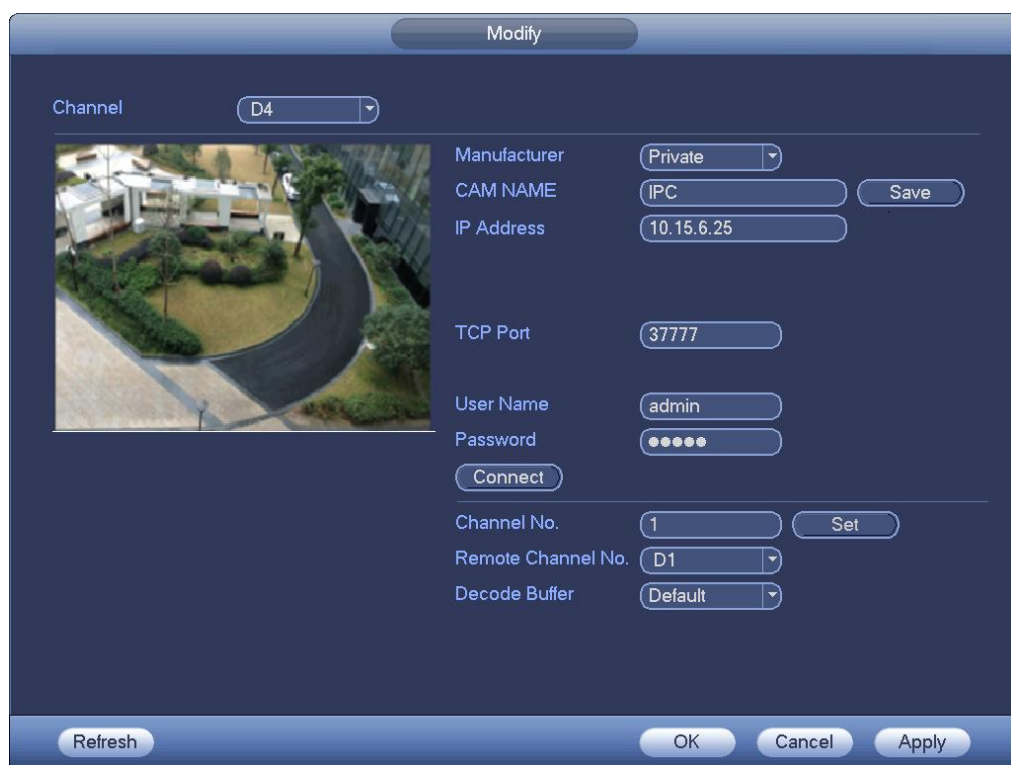 Modify
Channel D4
Manufacturer Private
CAM NAME IPC Save
IP Address 10.15.6.25
TCP Port 37777
User Name admin
Password ●●●●●
Connect
Channel No. 1 Set
Remote Channel No. D1
Decode Buffer Default
Refresh OK Cancel Apply